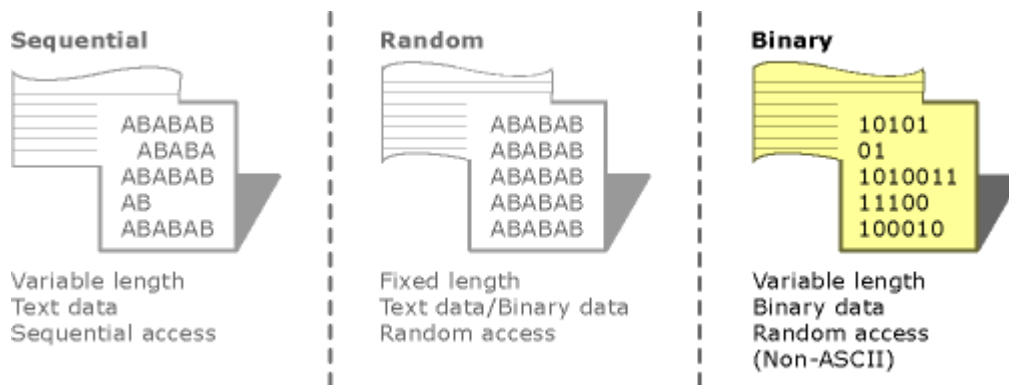 Sequential
ABABAB
ABABA
ABABAB
AB
ABABAB
Variable length
Text data
Sequential access
Random
ABABAB
ABABAB
ABABAB
ABABAB
ABABAB
Fixed length
Text data/Binary data
Random access
Binary
10101
01
1010011
11100
100010
Variable length
Binary data
Random access
(Non-ASCII)